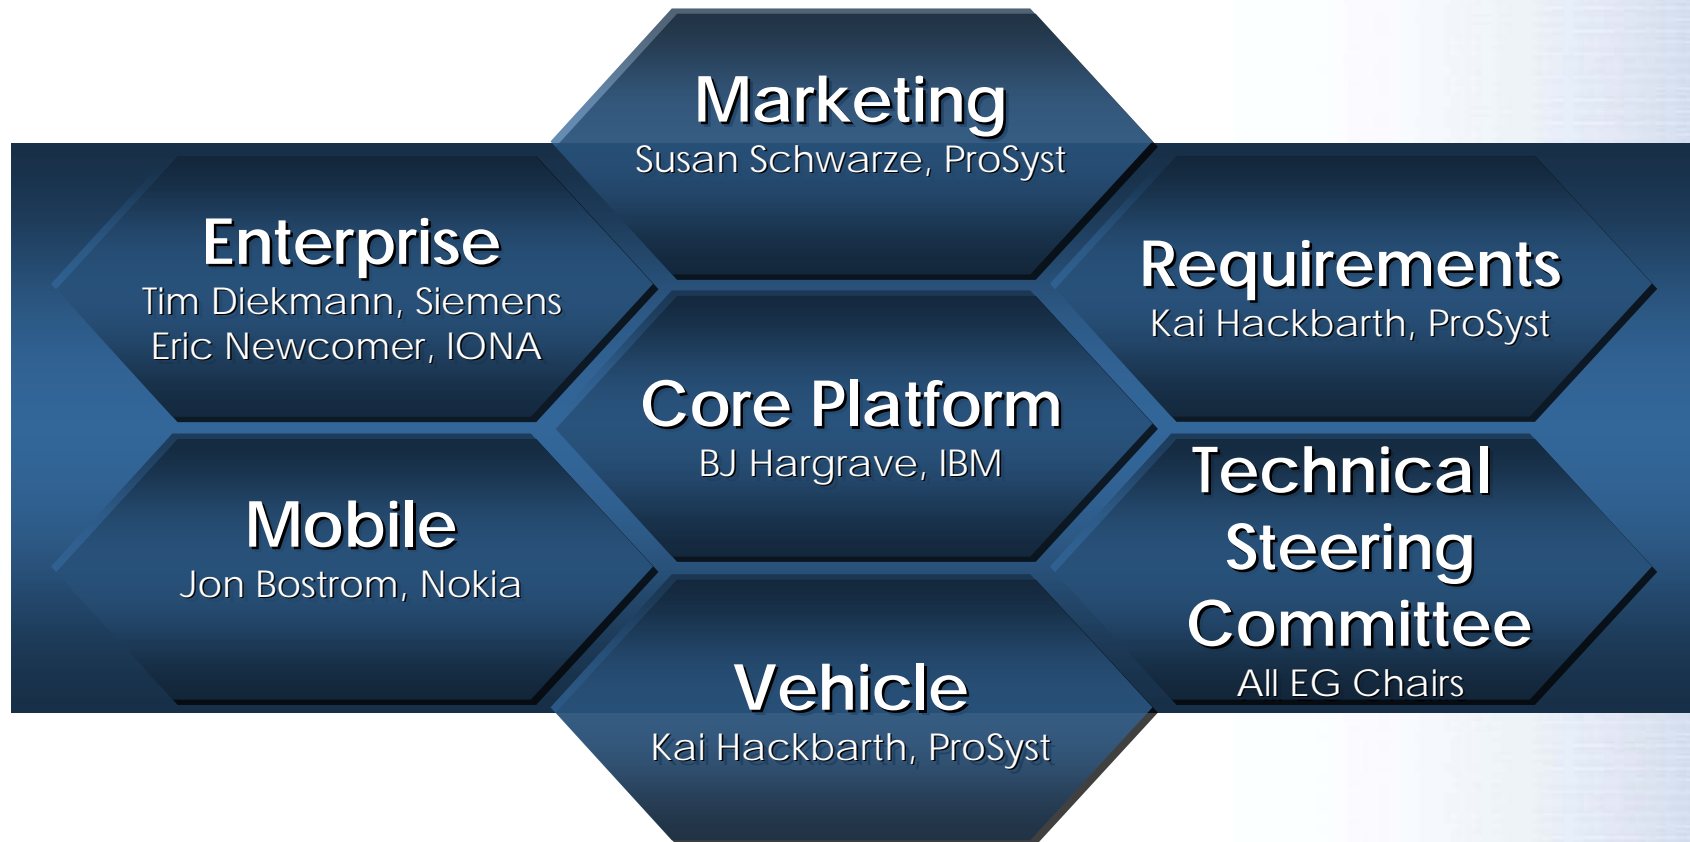 Marketing
Susan Schwarze, ProSyst
Enterprise
Tim Diekmann, Siemens
Eric Newcomer, IONA
Requirements
Kai Hackbarth, ProSyst
Core Platform
BJ Hargrave, IBM
Mobile
Jon Bostrom, Nokia
Technical
Steering
Committee
All EG Chairs
Vehicle
Kai Hackbarth, ProSyst